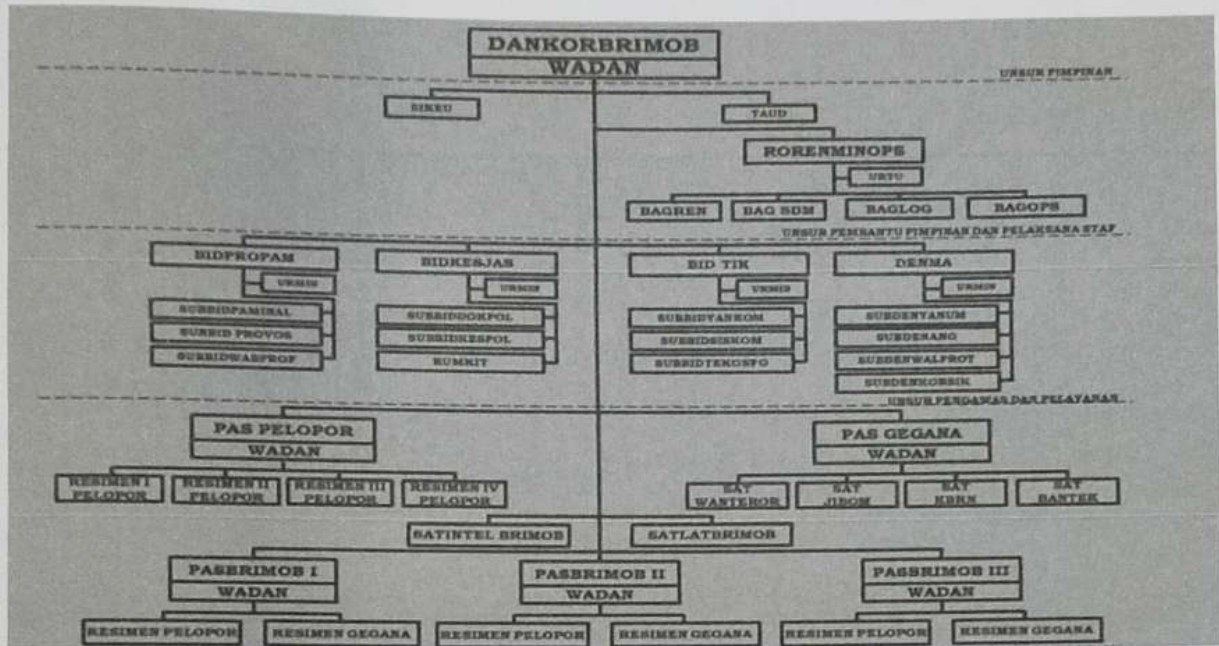 DANKORBRIMOB
WADAN
UNSUR PIMPINAN
SIKEU
TAUD
RORENMINOPS
URTU
BAGREN
BAG SDM
BAGLOG
BAGOPS
UNSUR PEMBANTU PIMPINAN DAN PELAKSANA STAF
BIDPROPAM
BIDKESJAS
BID TIK
DENMA
URMIN
URMIN
URMIN
URMIN
SUBBIDPAMINAL
SUBBIDDOKPOL
SUBBIDYANKOM
SUBDENYANUM
SUBBID PROVOS
SUBBIDKESPOL
SUBBIDSISKOM
SUBDENANG
SUBBIDWABPROF
RUMKIT
SUBBIDTEKOSFO
SUBDENWALPROT
SUBDENKORSIK
UNSUR PENGAWAS DAN PELAYANAN
PAS PELOPOR
WADAN
PAS GEGANA
WADAN
RESIMEN I
PELOPOR
RESIMEN II
PELOPOR
RESIMEN III
PELOPOR
RESIMEN IV
PELOPOR
SAT
WANTEROR
SAT
JIBOM
SAT
KBRN
SAT
BANTEK
SATINTEL BRIMOB
SATLATBRIMOB
PASBRIMOB I
WADAN
PASBRIMOB II
WADAN
PASBRIMOB III
WADAN
RESIMEN PELOPOR
RESIMEN GEGANA
RESIMEN PELOPOR
RESIMEN GEGANA
RESIMEN PELOPOR
RESIMEN GEGANA